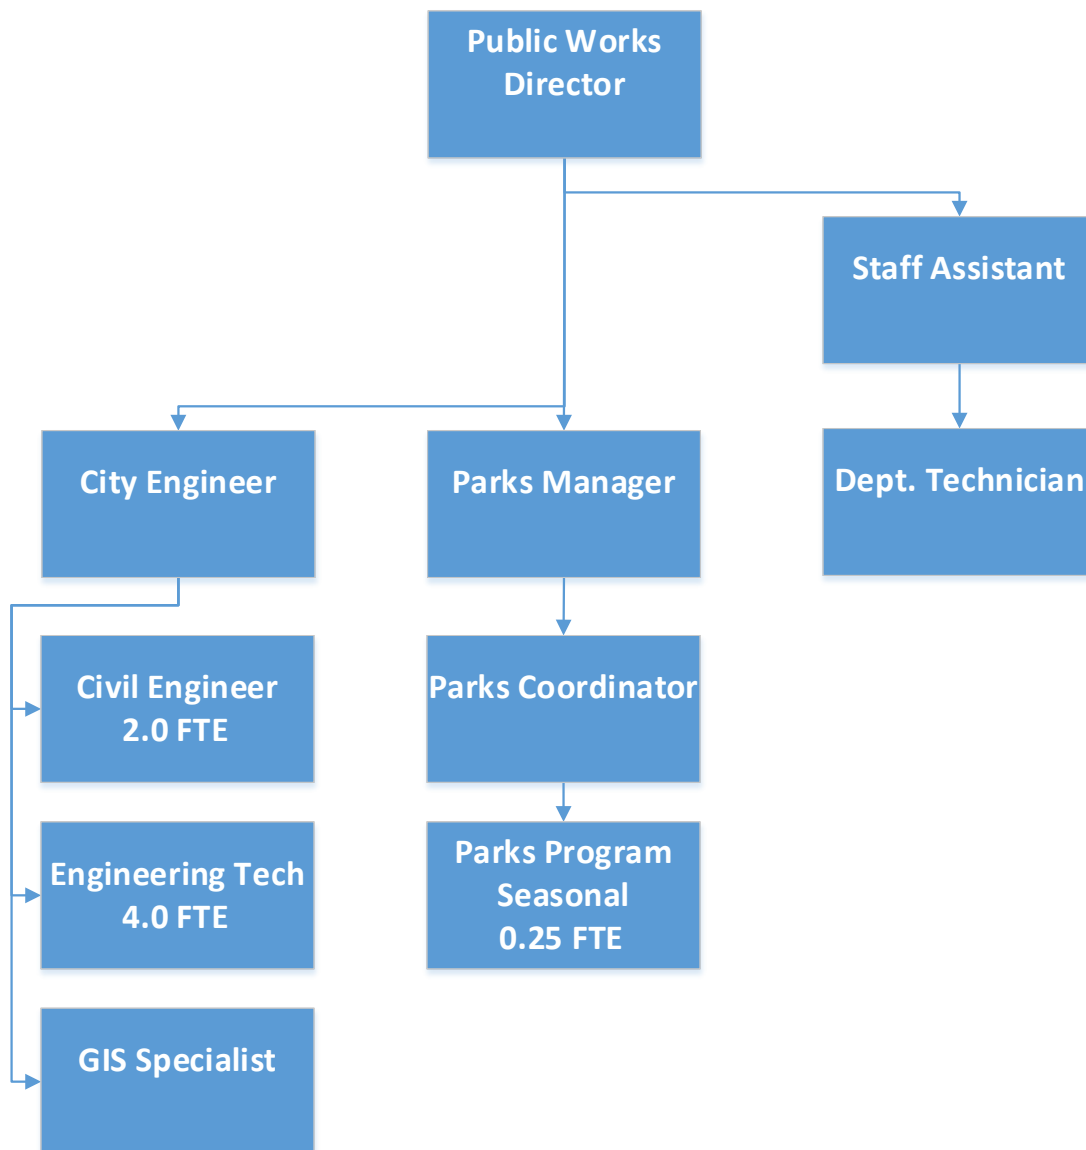 Public Works
Director
Staff Assistant
City Engineer
Parks Manager
Dept. Technician
Civil Engineer
2.0 FTE
Parks Coordinator
Engineering Tech
4.0 FTE
Parks Program
Seasonal
0.25 FTE
GIS Specialist